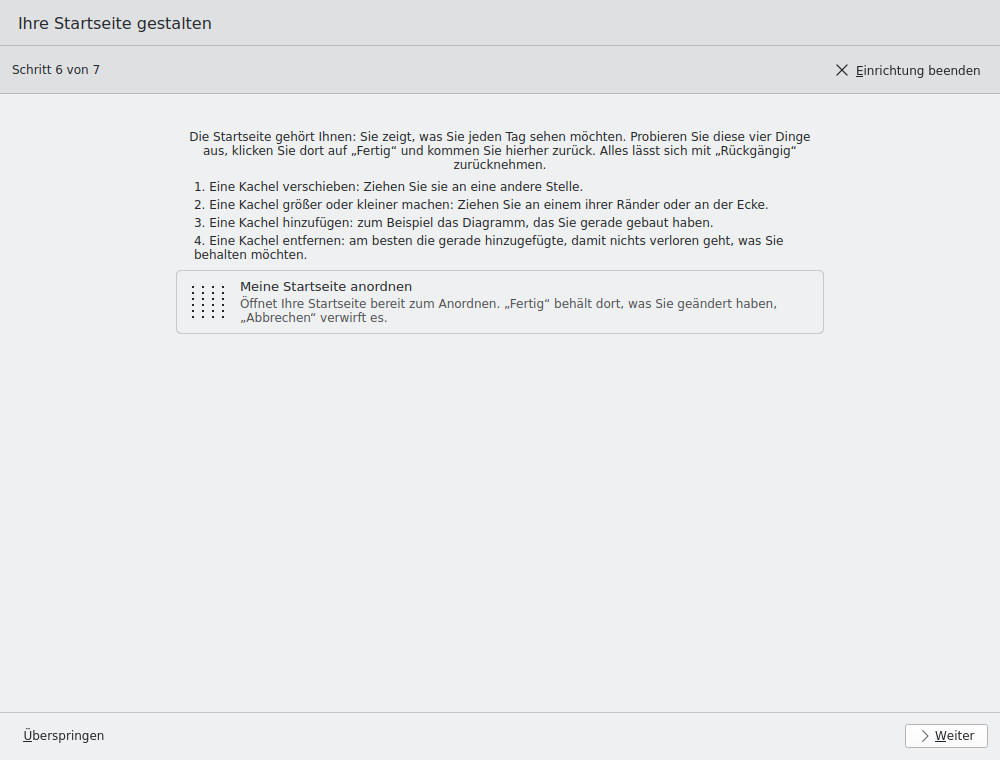 Ihre Startseite gestalten
Schritt 6 von 7
Einrichtung beenden
Die Startseite gehört Ihnen: Sie zeigt, was Sie jeden Tag sehen möchten. Probieren Sie diese vier Dinge
aus, klicken Sie dort auf „Fertig“ und kommen Sie hierher zurück. Alles lässt sich mit „Rückgängig“
zurücknehmen.
1. Eine Kachel verschieben: Ziehen Sie sie an eine andere Stelle.
2. Eine Kachel größer oder kleiner machen: Ziehen Sie an einem ihrer Ränder oder an der Ecke.
3. Eine Kachel hinzufügen: zum Beispiel das Diagramm, das Sie gerade gebaut haben.
4. Eine Kachel entfernen: am besten die gerade hinzugefügte, damit nichts verloren geht, was Sie
behalten möchten.
Meine Startseite anordnen
Öffnet Ihre Startseite bereit zum Anordnen. „Fertig“ behält dort, was Sie geändert haben,
„Abbrechen“ verwirft es.
Überspringen
Weiter